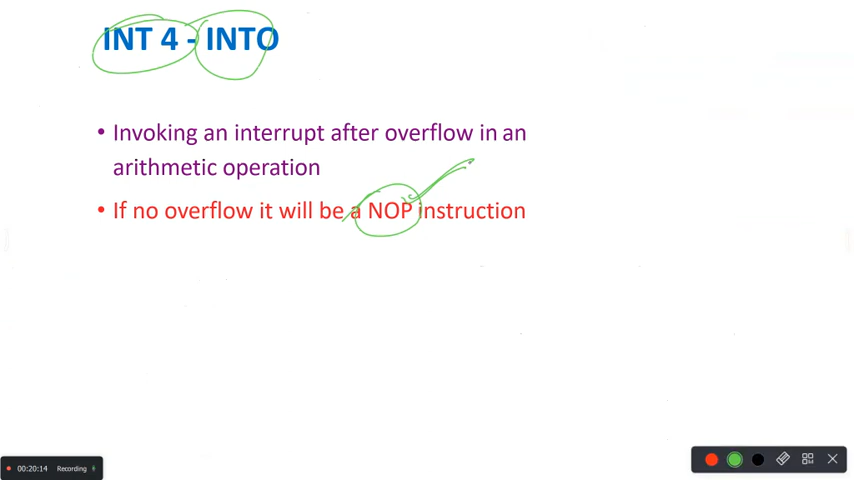 INT 4 - INTO
• Invoking an interrupt after overflow in an
arithmetic operation
• If no overflow it will be a NOP instruction
00:20:14 Recording